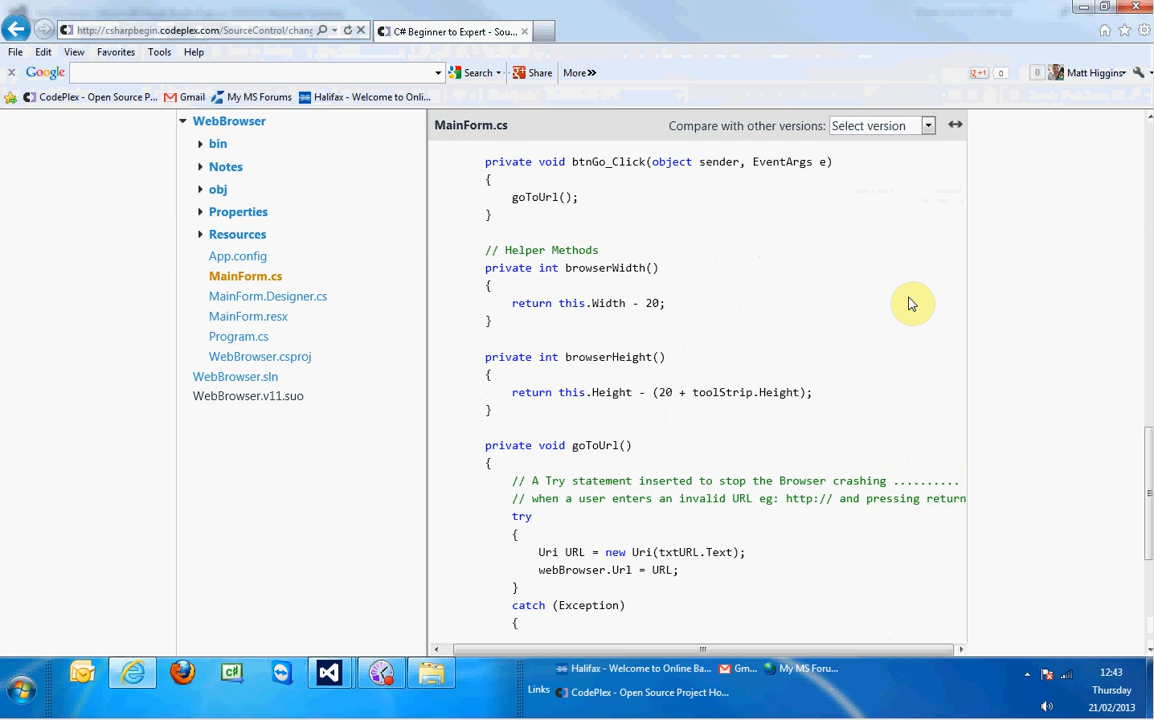 http://csharpbegin.codeplex.com/SourceControl/chang
C# Beginner to Expert - Sou...
File Edit View Favorites Tools Help
Google Search Share More» +1 0 0 Matt Higgins
CodePlex - Open Source P... Gmail My MS Forums Halifax - Welcome to Onli...
WebBrowser
bin
Notes
obj
Properties
Resources
App.config
MainForm.cs
MainForm.Designer.cs
MainForm.resx
Program.cs
WebBrowser.csproj
WebBrowser.sln
WebBrowser.v11.suo
MainForm.cs Compare with other versions: Select version
private void btnGo_Click(object sender, EventArgs e)
{
goToUrl();
}
// Helper Methods
private int browserWidth()
{
return this.Width - 20;
}
private int browserHeight()
{
return this.Height - (20 + toolStrip.Height);
}
private void goToUrl()
{
// A Try statement inserted to stop the Browser crashing ..........
// when a user enters an invalid URL eg: http:// and pressing return
try
{
Uri URL = new Uri(txtURL.Text);
webBrowser.Url = URL;
}
catch (Exception)
{
Halifax - Welcome to Online Ba... Gm... My MS Forum...
Links CodePlex - Open Source Project Ho...
12:43
Thursday
21/02/2013